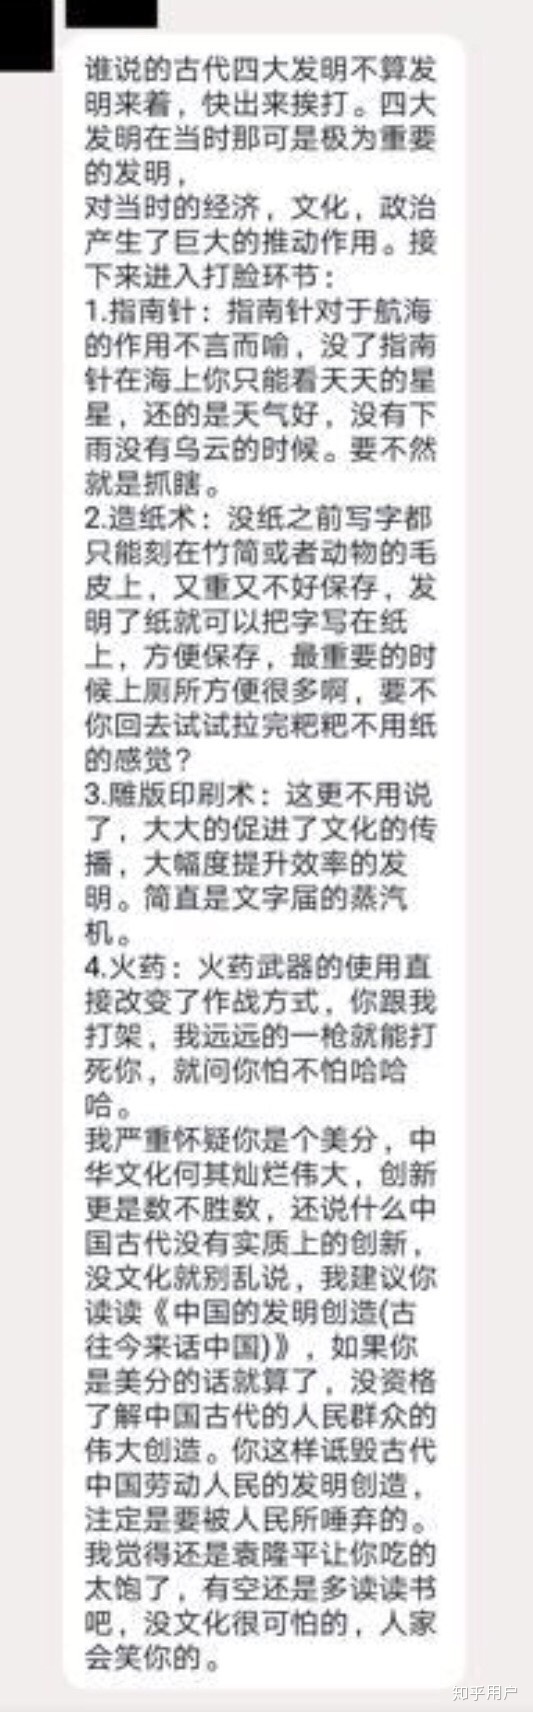 谁说的古代四大发明不算发
明来着，快出来挨打。四大
发明在当时那可是极为重要
的发明，
对当时的经济，文化，政治
产生了巨大的推动作用。接
下来进入打脸环节：
1.指南针：指南针对于航海
的作用不言而喻，没了指南
针在海上你只能看天天的星
星，还的是天气好，没有下
雨没有乌云的时候。要不然
就是抓瞎。
2.造纸术：没纸之前写字都
只能刻在竹简或者动物的毛
皮上，又重又不好保存，发
明了纸就可以把字写在纸
上，方便保存，最重要的时
候上厕所方便很多啊，要不
你回去试试拉完粑粑不用纸
的感觉？
3.雕版印刷术：这更不用说
了，大大的促进了文化的传
播，大幅度提升效率的发
明。简直是文字届的蒸汽
机。
4.火药：火药武器的使用直
接改变了作战方式，你跟我
打架，我远远的一枪就能打
死你，就问你怕不怕哈哈
哈。
我严重怀疑你是个美分，中
华文化何其灿烂伟大，创新
更是数不胜数，还说什么中
国古代没有实质上的创新，
没文化就别乱说，我建议你
读读《中国的发明创造(古
往今来话中国)》，如果你
是美分的话就算了，没资格
了解中国古代的人民群众的
伟大创造。你这样诋毁古代
中国劳动人民的发明创造，
注定是要被人民所唾弃的。
我觉得还是袁隆平让你吃的
太饱了，有空还是多读读书
吧，没文化很可怕的，人家
会笑你的。
知乎用户